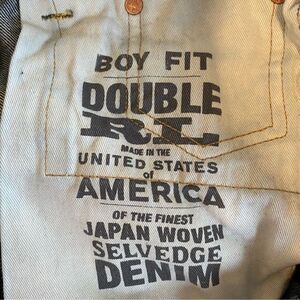 BOY FIT
DOUBLE
RL
MADE IN THE
UNITED STATES
of
AMERICA
OF THE FINEST
JAPAN WOVEN
SELVEDGE
DENIM